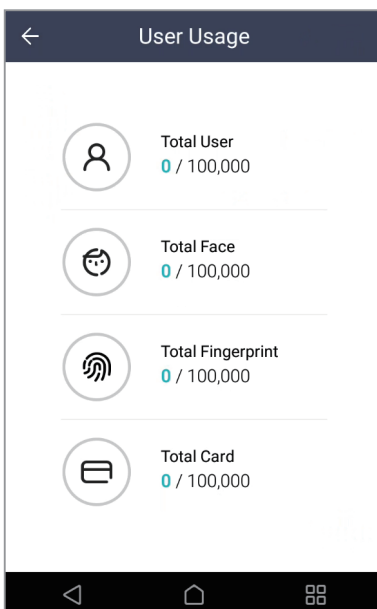 User Usage
Total User
0 / 100,000
Total Face
0 / 100,000
Total Fingerprint
0 / 100,000
Total Card
0 / 100,000